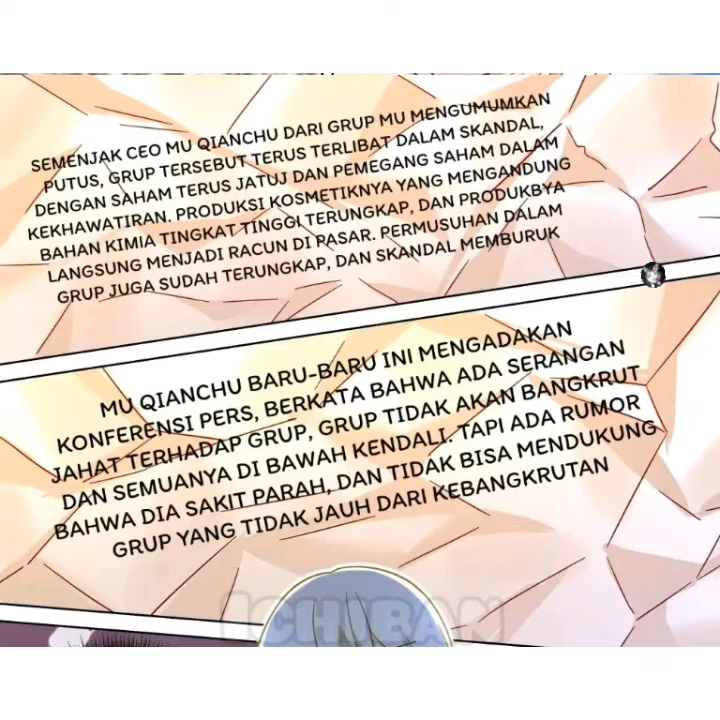 SEMENJAK CEO MU QIANCHU DARI GRUP MU MENGUMUMKAN
PUTUS, GRUP TERSEBUT TERUS TERLIBAT DALAM SKANDAL,
DENGAN SAHAM TERUS JATUJ DAN PEMEGANG SAHAM DALAM
KEKHAWATIRAN. PRODUKSI KOSMETIKNYA YANG MENGANDUNG
BAHAN KIMIA TINGKAT TINGGI TERUNGKAP, DAN PRODUKBYA
LANGSUNG MENJADI RACUN DI PASAR. PERMUSUHAN DALAM
GRUP JUGA SUDAH TERUNGKAP, DAN SKANDAL MEMBURUK
MU QIANCHU BARU-BARU INI MENGADAKAN
KONFERENSI PERS, BERKATA BAHWA ADA SERANGAN
JAHAT TERHADAP GRUP, GRUP TIDAK AKAN BANGKRUT
DAN SEMUANYA DI BAWAH KENDALI. TAPI ADA RUMOR
BAHWA DIA SAKIT PARAH, DAN TIDAK BISA MENDUKUNG
GRUP YANG TIDAK JAUH DARI KEBANGKRUTAN
ICHIBAN